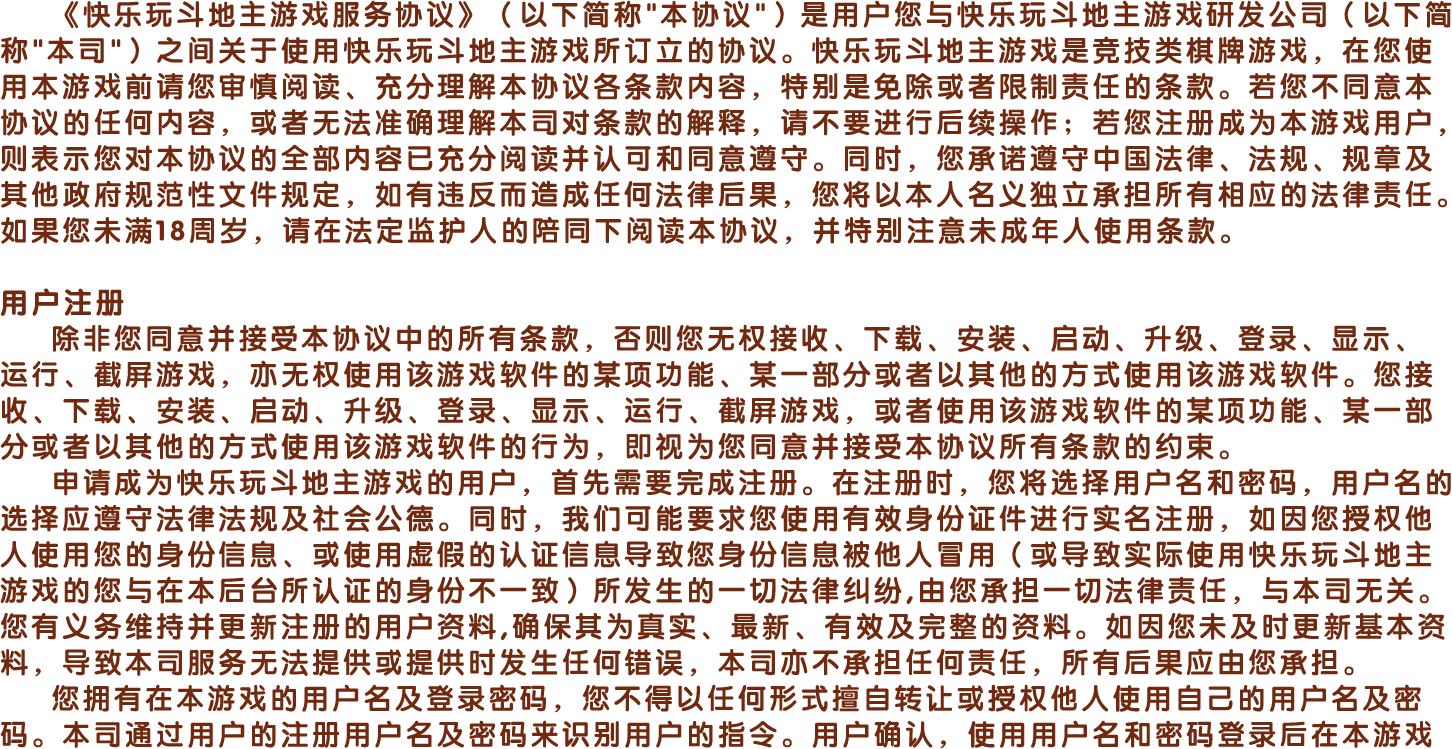 《快乐玩斗地主游戏服务协议》（以下简称"本协议"）是用户您与快乐玩斗地主游戏研发公司（以下简
称"本司"）之间关于使用快乐玩斗地主游戏所订立的协议。快乐玩斗地主游戏是竞技类棋牌游戏，在您使
用本游戏前请您审慎阅读、充分理解本协议各条款内容，特别是免除或者限制责任的条款。若您不同意本
协议的任何内容，或者无法准确理解本司对条款的解释，请不要进行后续操作；若您注册成为本游戏用户，
则表示您对本协议的全部内容已充分阅读并认可和同意遵守。同时，您承诺遵守中国法律、法规、规章及
其他政府规范性文件规定，如有违反而造成任何法律后果，您将以本人名义独立承担所有相应的法律责任。
如果您未满18周岁，请在法定监护人的陪同下阅读本协议，并特别注意未成年人使用条款。
用户注册
除非您同意并接受本协议中的所有条款，否则您无权接收、下载、安装、启动、升级、登录、显示、
运行、截屏游戏，亦无权使用该游戏软件的某项功能、某一部分或者以其他的方式使用该游戏软件。您接
收、下载、安装、启动、升级、登录、显示、运行、截屏游戏，或者使用该游戏软件的某项功能、某一部
分或者以其他的方式使用该游戏软件的行为，即视为您同意并接受本协议所有条款的约束。
申请成为快乐玩斗地主游戏的用户，首先需要完成注册。在注册时，您将选择用户名和密码，用户名的
选择应遵守法律法规及社会公德。同时，我们可能要求您使用有效身份证件进行实名注册，如因您授权他
人使用您的身份信息、或使用虚假的认证信息导致您身份信息被他人冒用（或导致实际使用快乐玩斗地主
游戏的您与在本后台所认证的身份不一致）所发生的一切法律纠纷,由您承担一切法律责任，与本司无关。
您有义务维持并更新注册的用户资料,确保其为真实、最新、有效及完整的资料。如因您未及时更新基本资
料，导致本司服务无法提供或提供时发生任何错误，本司亦不承担任何责任，所有后果应由您承担。
您拥有在本游戏的用户名及登录密码，您不得以任何形式擅自转让或授权他人使用自己的用户名及密
码。本司通过用户的注册用户名及密码来识别用户的指令。用户确认，使用用户名和密码登录后在本游戏